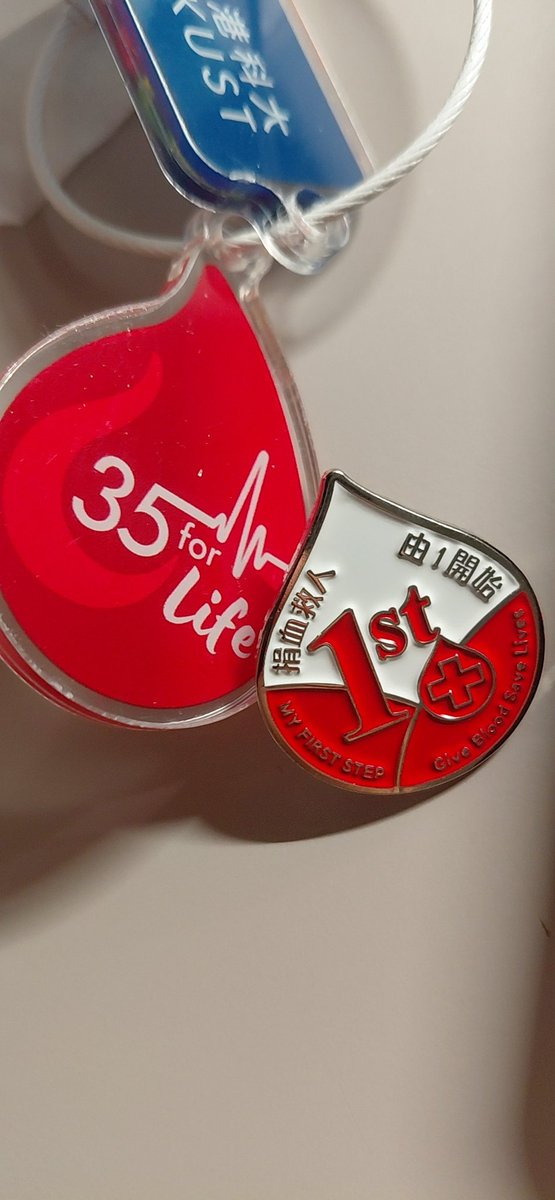 港科大
KUST
35
for
Life
捐血救人
由1開始
1st
MY FIRST STEP
Give Blood Save Lives